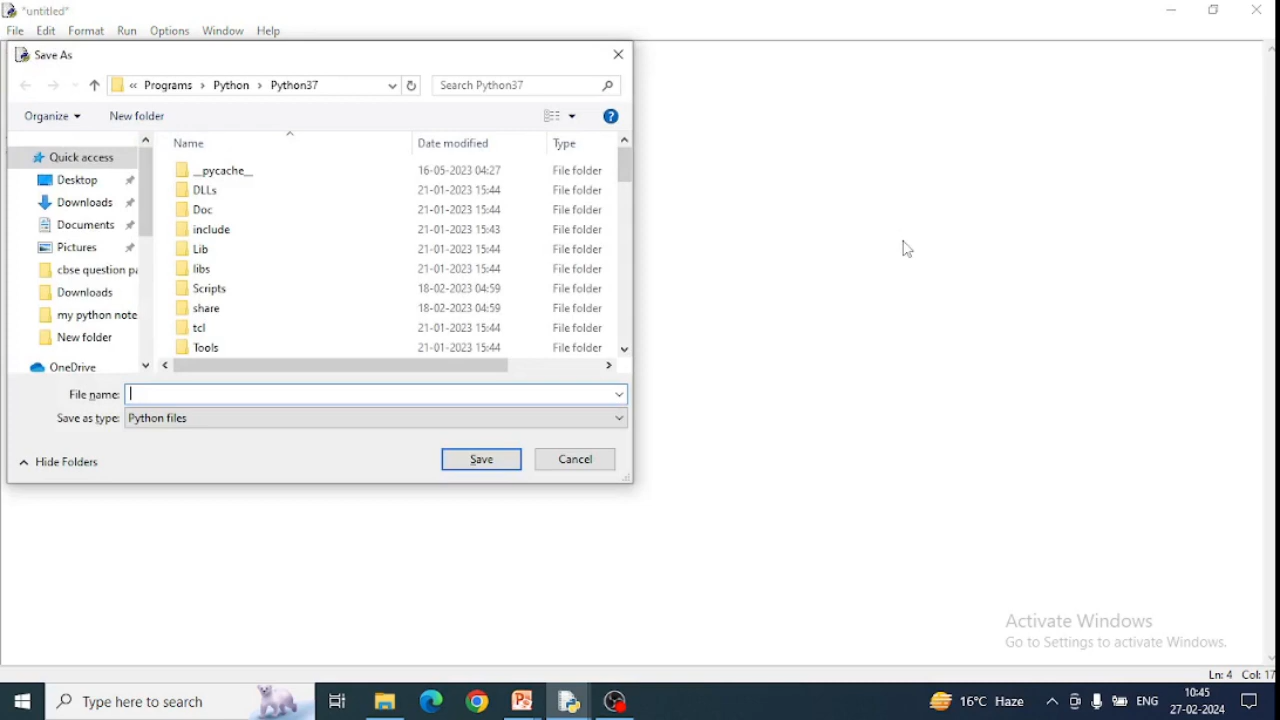 *untitled*
File Edit Format Run Options Window Help
Save As
« Programs › Python › Python37
Search Python37
Organize
New folder
Name Date modified Type
Quick access
Desktop
Downloads
Documents
Pictures
cbse question pa
Downloads
my python note
New folder
OneDrive
__pycache__ 16-05-2023 04:27 File folder
DLLs 21-01-2023 15:44 File folder
Doc 21-01-2023 15:44 File folder
include 21-01-2023 15:43 File folder
Lib 21-01-2023 15:44 File folder
libs 21-01-2023 15:44 File folder
Scripts 18-02-2023 04:59 File folder
share 18-02-2023 04:59 File folder
tcl 21-01-2023 15:44 File folder
Tools 21-01-2023 15:44 File folder
File name:
Save as type: Python files
Hide Folders
Save
Cancel
Activate Windows
Go to Settings to activate Windows.
Ln: 4 Col: 17
Type here to search
16°C Haze
ENG
10:45
27-02-2024